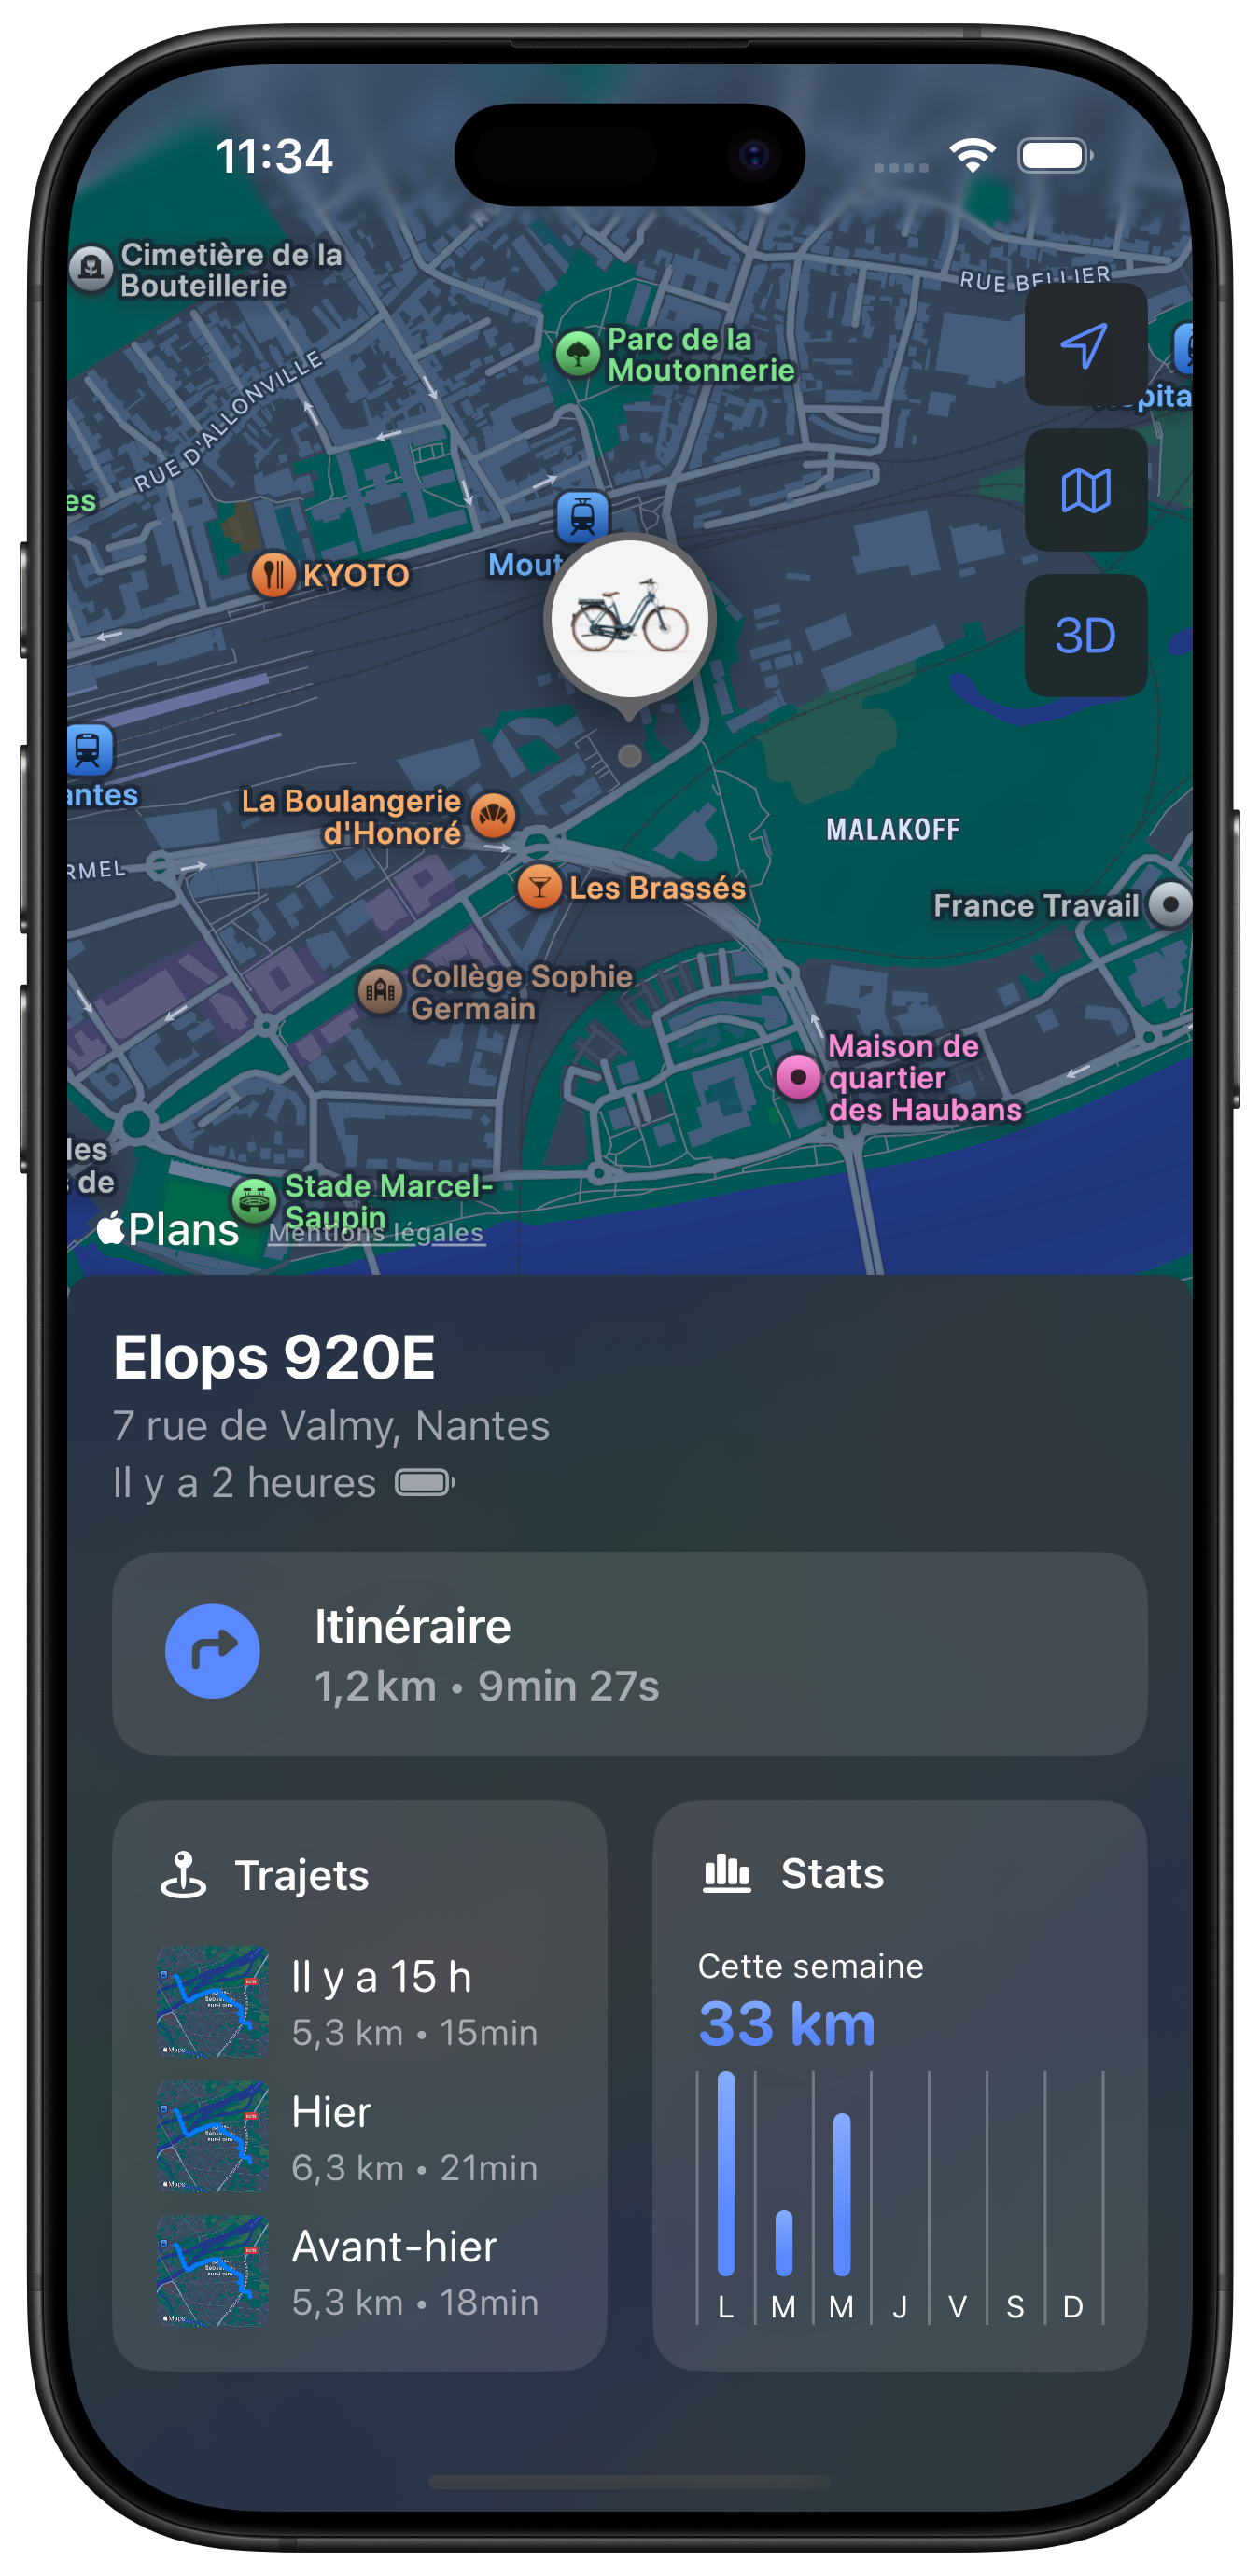 11:34
Cimetière de la
Bouteillerie
RUE BELLIER
Parc de la
Moutonnerie
RUE D'ALLONVILLE
es
KYOTO
Mout
3D
antes
La Boulangerie
d'Honoré
MALAKOFF
RMEL
Les Brassés
France Travail
Collège Sophie
Germain
Maison de
quartier
des Haubans
les
de
Stade Marcel-
Saupin
Plans
Mentions légales
Elops 920E
7 rue de Valmy, Nantes
Il y a 2 heures
Itinéraire
1,2 km • 9min 27s
Trajets
Il y a 15 h
5,3 km • 15min
Hier
6,3 km • 21min
Avant-hier
5,3 km • 18min
Stats
Cette semaine
33 km
L M M J V S D